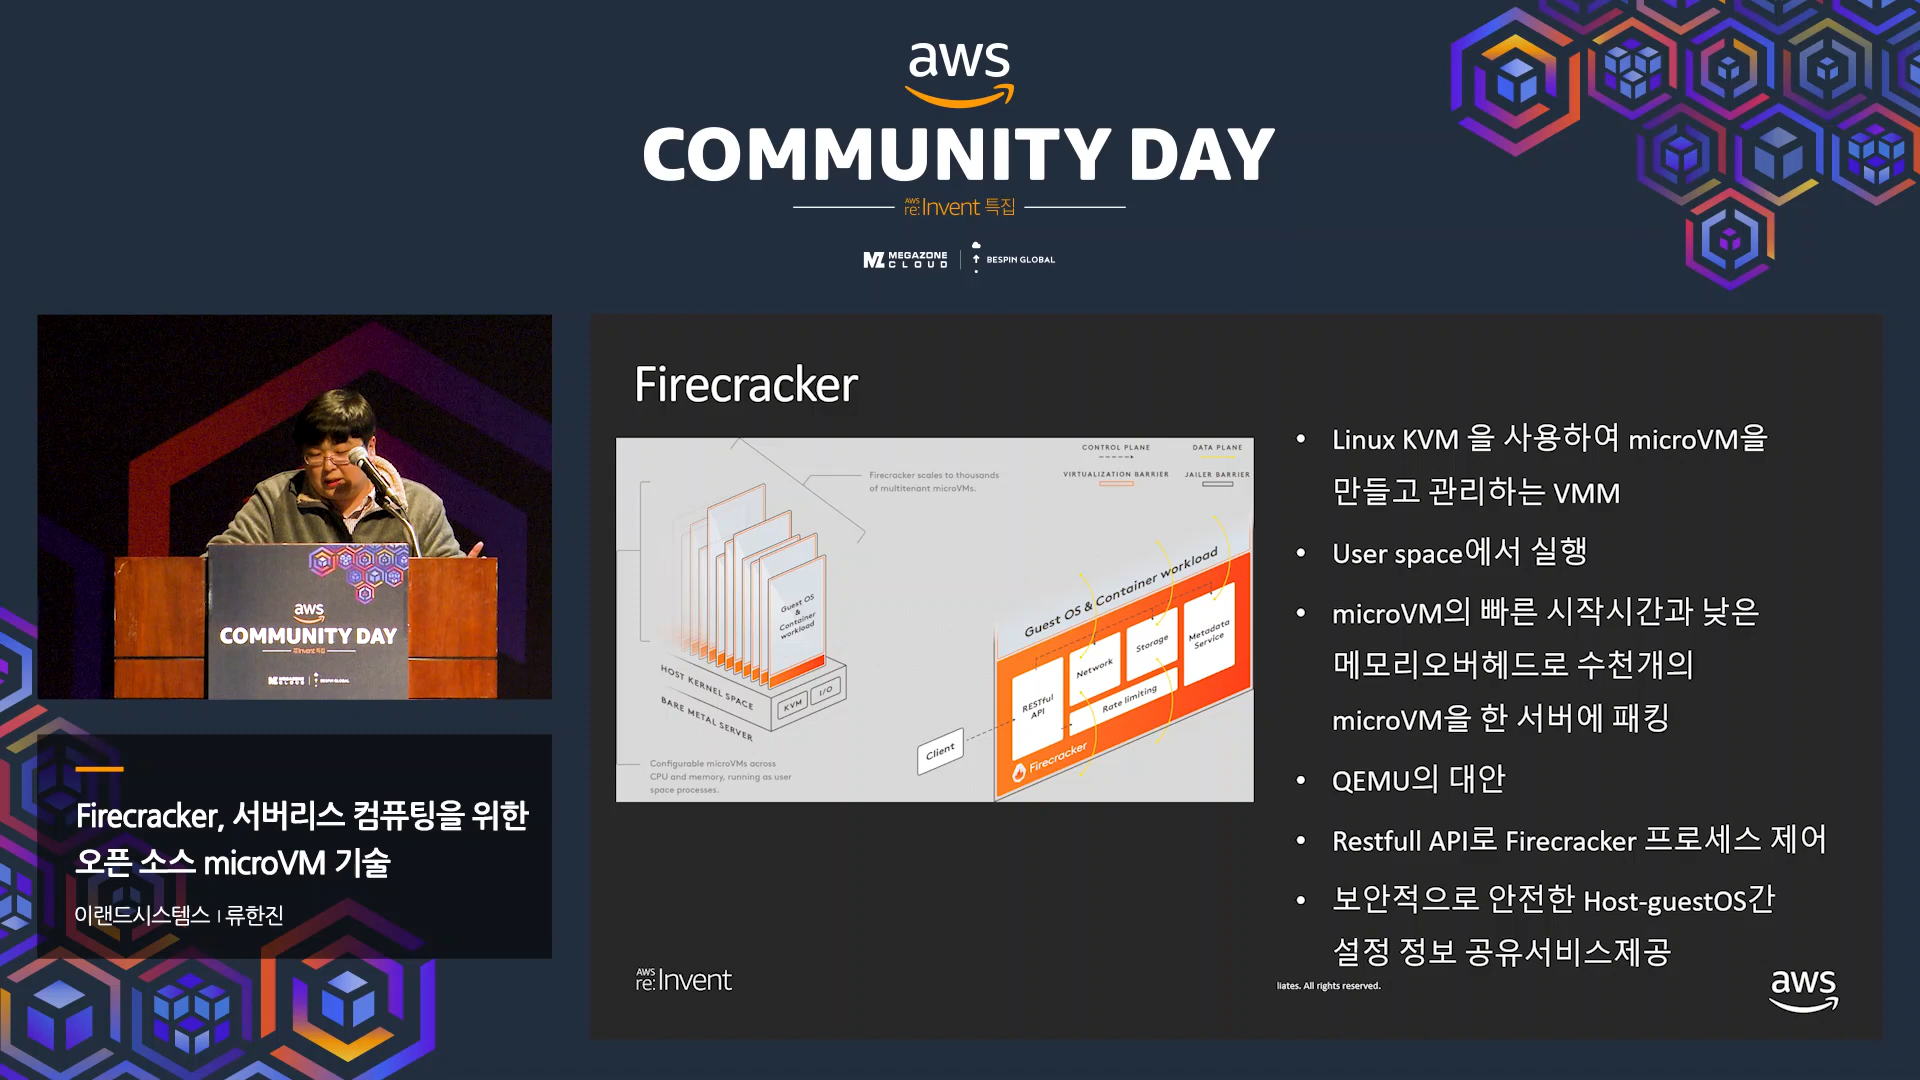 aws
COMMUNITY DAY
AWS re:Invent 특집
MEGAZONE CLOUD | BESPIN GLOBAL
aws
COMMUNITY DAY
Firecracker, 서버리스 컴퓨팅을 위한
오픈 소스 microVM 기술
이랜드시스템스 | 류한진
Firecracker
CONTROL PLANE
DATA PLANE
VIRTUALIZATION BARRIER
JAILER BARRIER
Firecracker scales to thousands
of multitenant microVMs.
Guest OS
&
Container
workload
HOST KERNEL SPACE
KVM
I/O
BARE METAL SERVER
Configurable microVMs across
CPU and memory, running as user
space processes.
Client
Guest OS & Container workload
RESTful
API
Network
Storage
Metadata
Service
Rate limiting
Firecracker
• Linux KVM 을 사용하여 microVM을
만들고 관리하는 VMM
• User space에서 실행
• microVM의 빠른 시작시간과 낮은
메모리오버헤드로 수천개의
microVM을 한 서버에 패킹
• QEMU의 대안
• Restfull API로 Firecracker 프로세스 제어
• 보안적으로 안전한 Host-guestOS간
설정 정보 공유서비스제공
AWS re:Invent
liates. All rights reserved.
aws